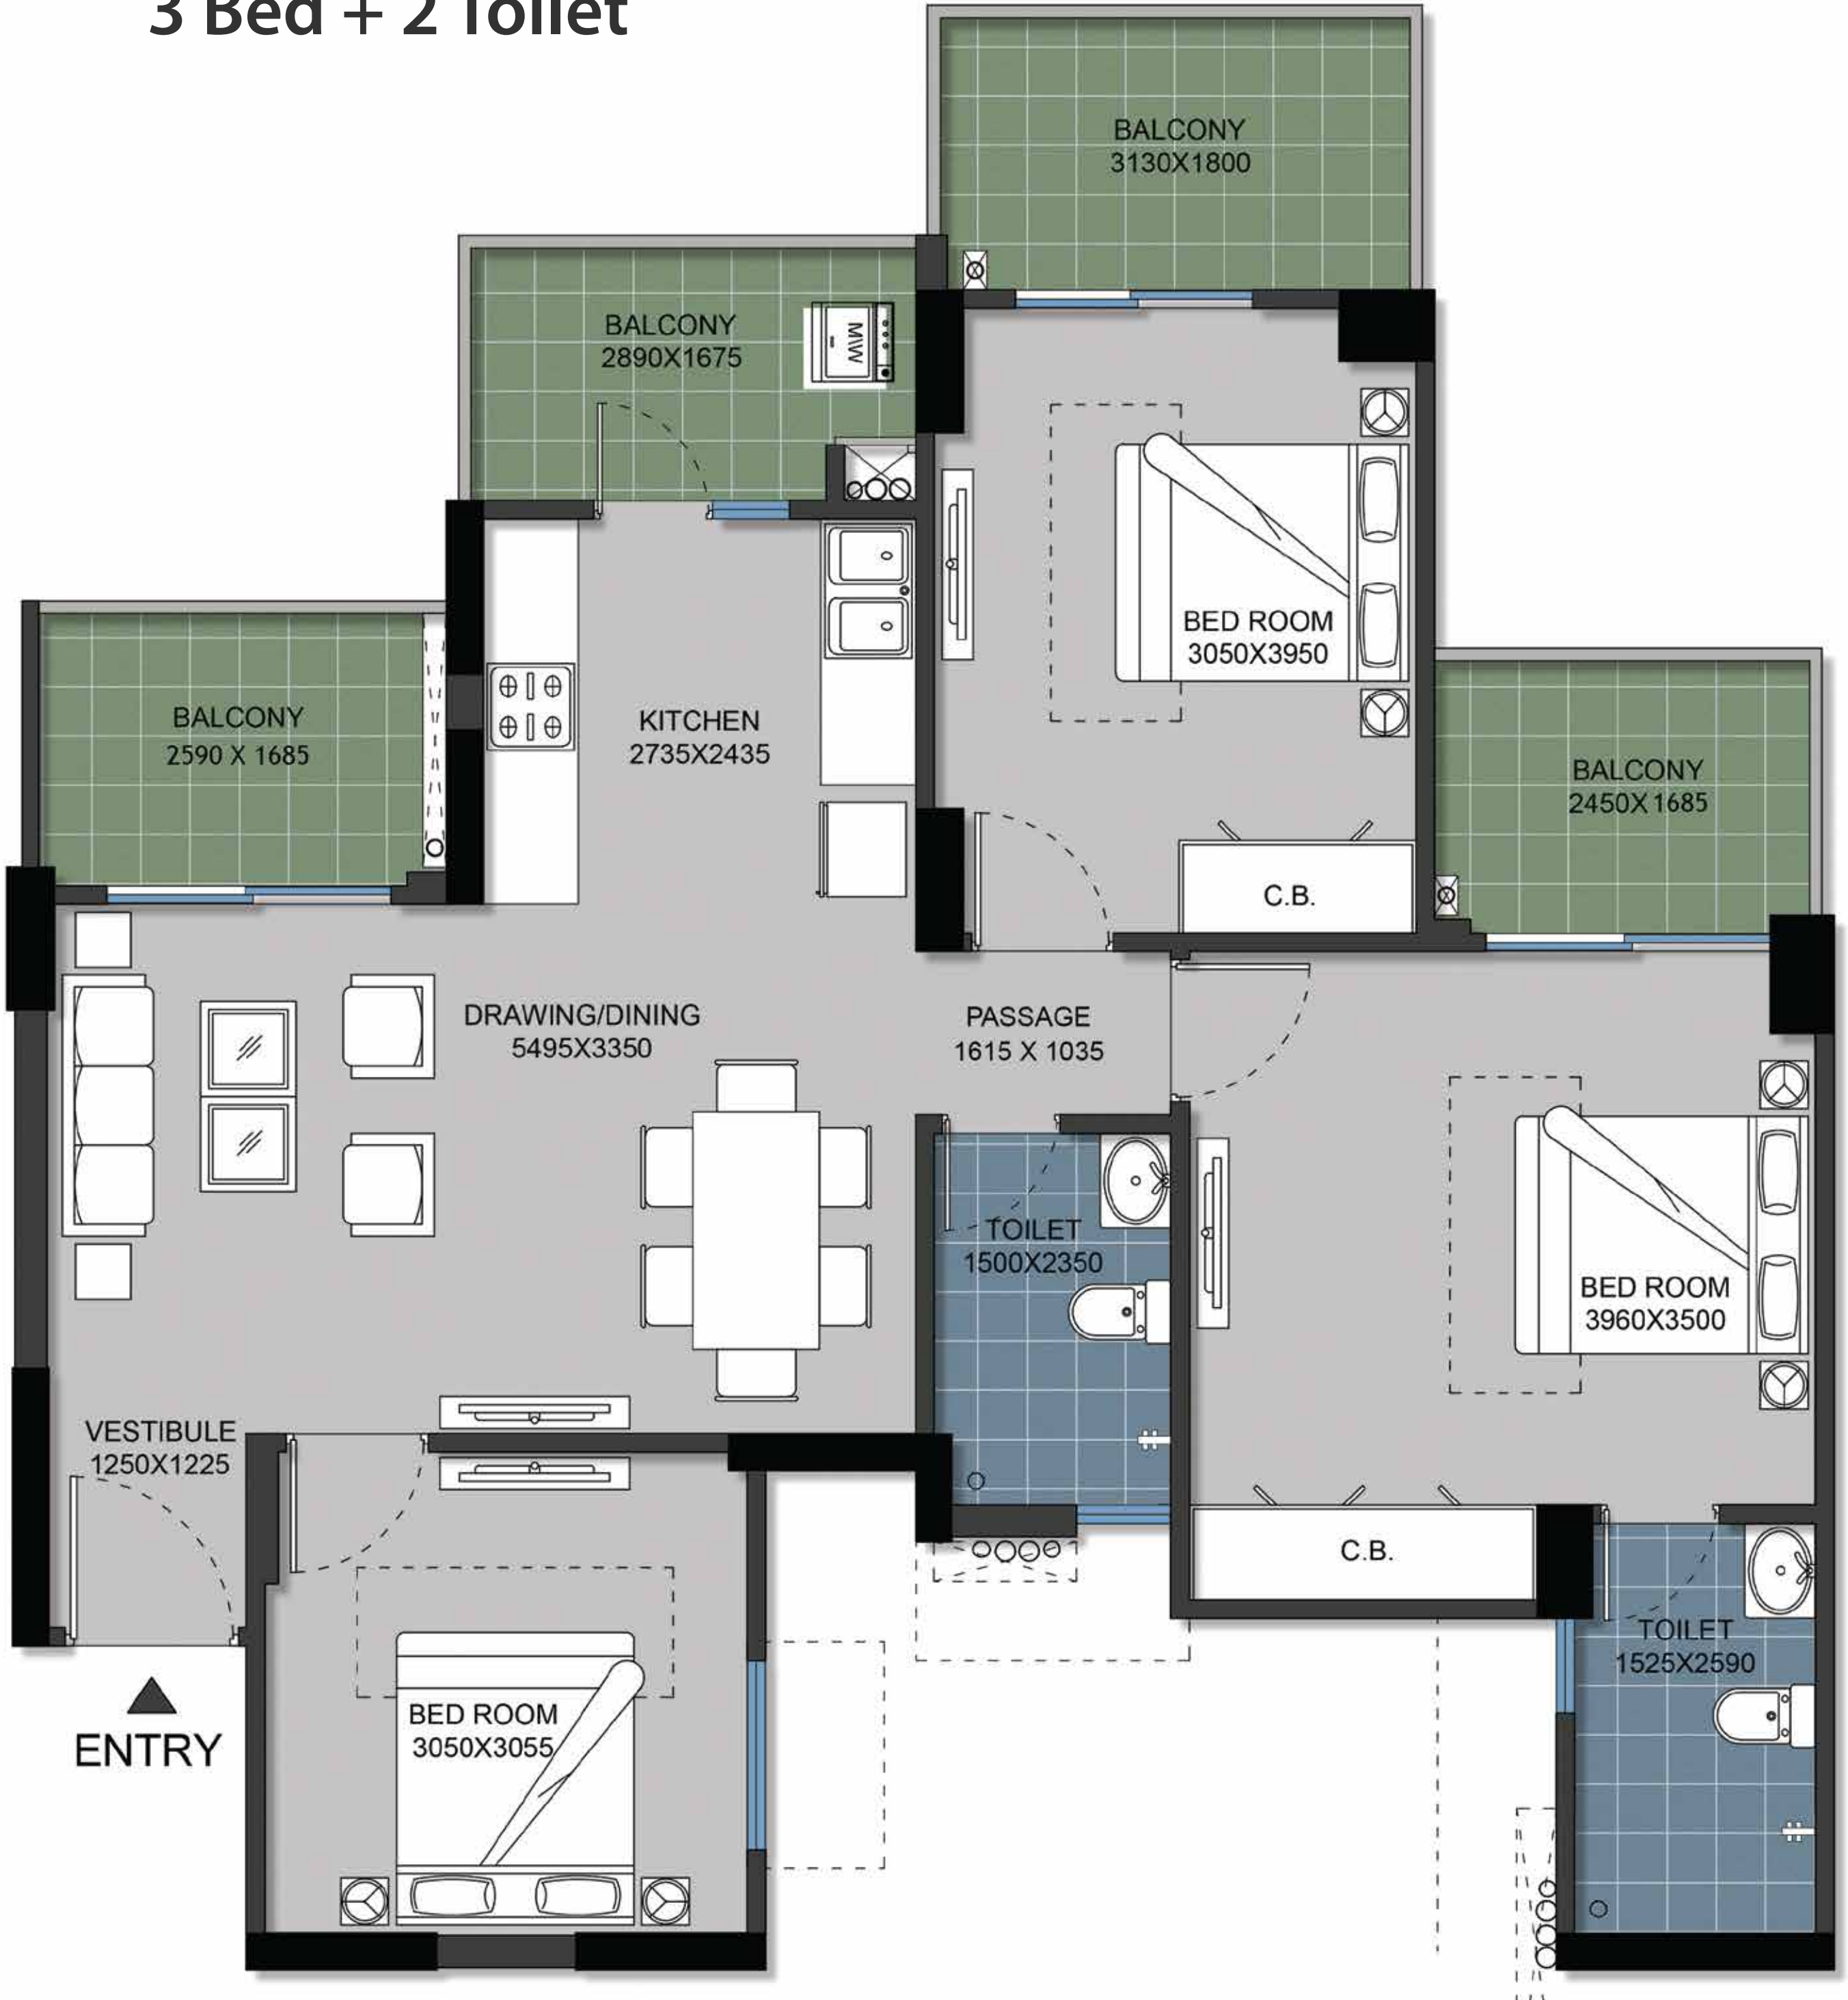 3 Bed + 2 Toilet
BALCONY
3130X1800
BALCONY
2890X1675
MW
BED ROOM
3050X3950
BALCONY
2590 X 1685
KITCHEN
2735X2435
BALCONY
2450X1685
C.B.
DRAWING/DINING
5495X3350
PASSAGE
1615 X 1035
TOILET
1500X2350
BED ROOM
3960X3500
VESTIBULE
1250X1225
C.B.
TOILET
1525X2590
BED ROOM
3050X3055
ENTRY